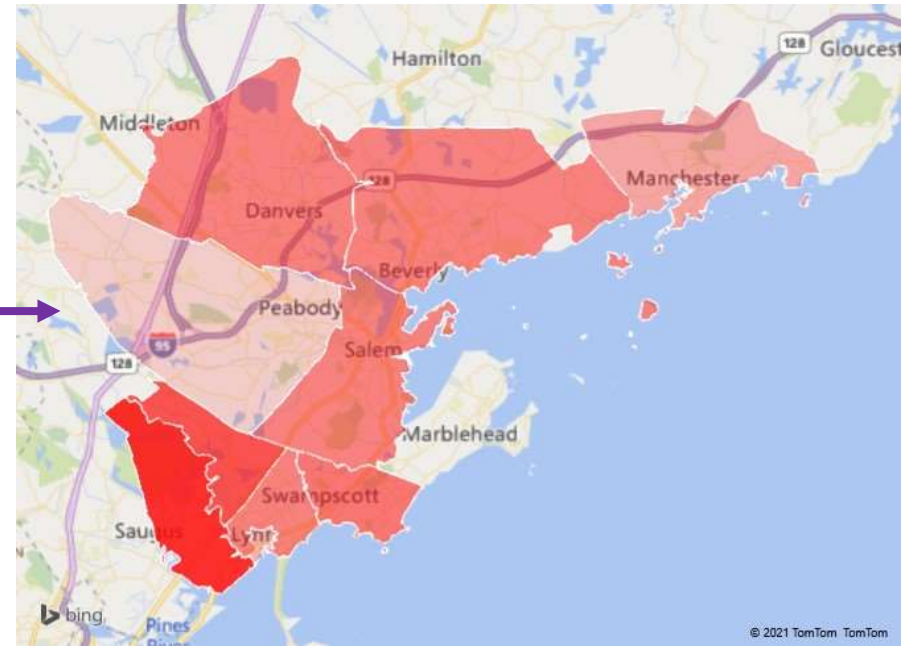 128
Gloucest
Hamilton
Middleton
128
Manchester
Danvers
Beverly
Peabody
95
Salem
128
Marblehead
Swampscott
Saugus
Lynn
bing
Pines
River
© 2021 TomTom TomTom